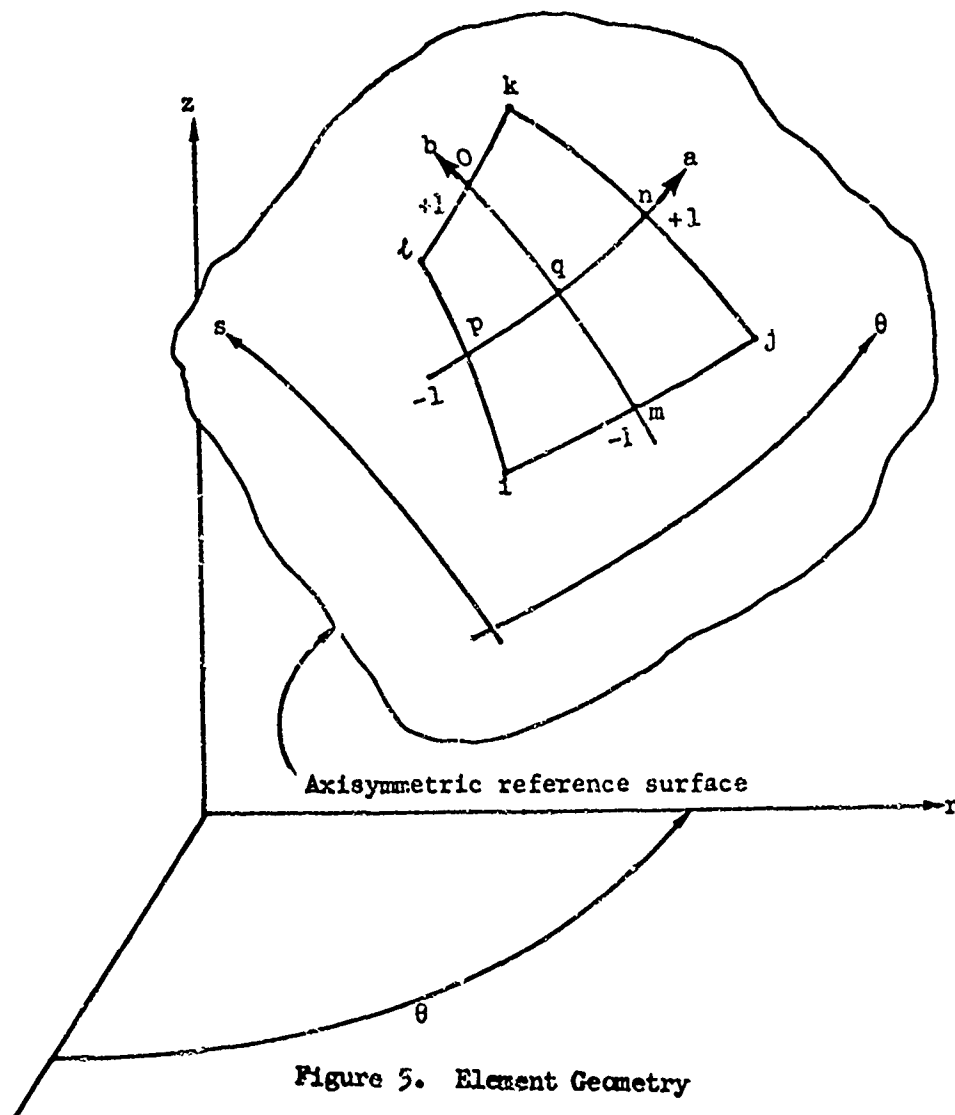 z
k
b
O
a
+1
n
+1
ℓ
q
s
p
θ
j
-1
m
-1
i
Axisymmetric reference surface
r
θ
Figure 5. Element Geometry